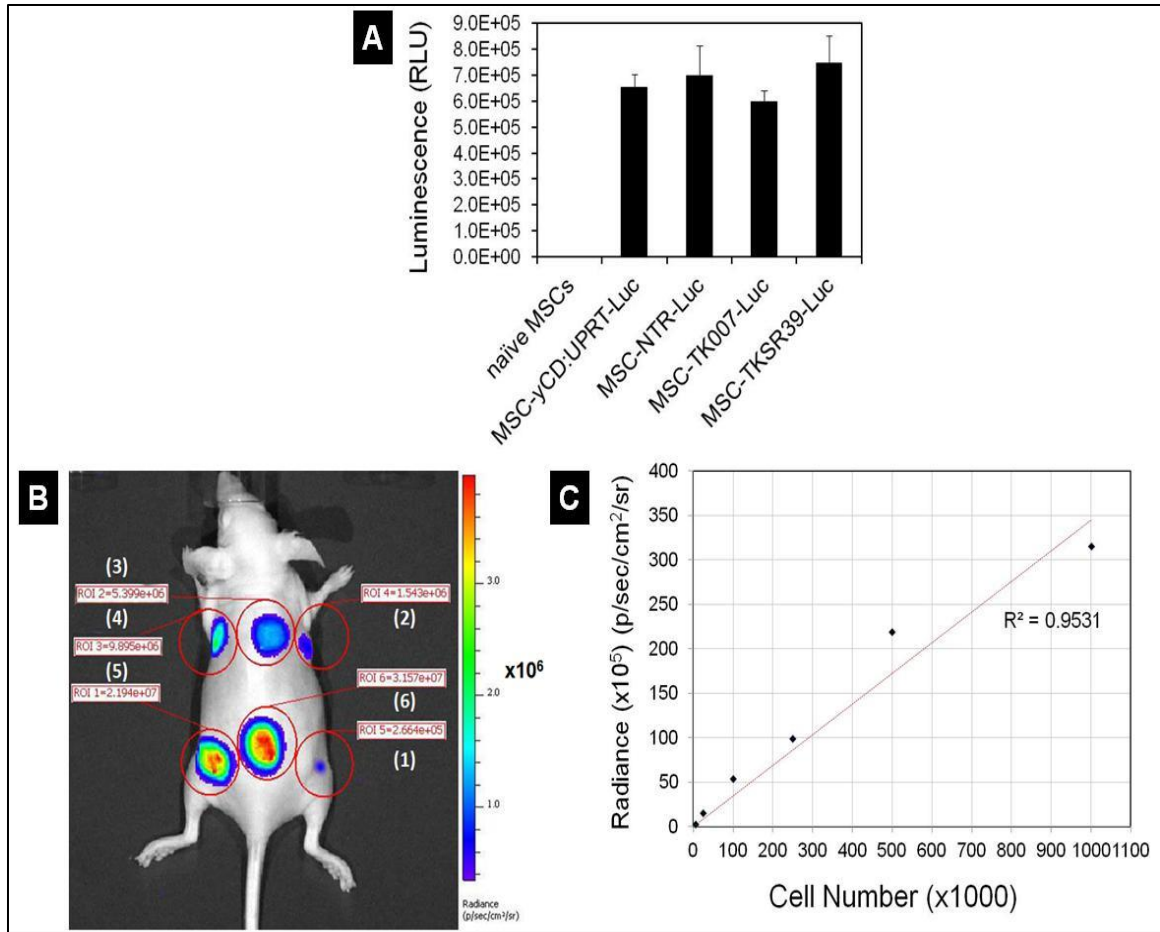 A
Luminescence (RLU)
9.0E+05
8.0E+05
7.0E+05
6.0E+05
5.0E+05
4.0E+05
3.0E+05
2.0E+05
1.0E+05
0.0E+00
naïve MSCs
MSC-yCD:UPRT-Luc
MSC-NTR-Luc
MSC-TK007-Luc
MSC-TKSR39-Luc
B
(3)
ROI 2=5.399e+06
ROI 4=1.543e+06
(4)
(2)
ROI 3=9.895e+06
(5)
ROI 1=2.194e+07
ROI 6=3.157e+07
(6)
ROI 5=2.664e+05
(1)
3.0
x10⁶
2.0
1.0
Radiance
(p/sec/cm²/sr)
C
Radiance (x10⁵) (p/sec/cm²/sr)
400
350
300
250
200
150
100
50
0
R² = 0.9531
0 100 200 300 400 500 600 700 800 900 1000 1100
Cell Number (x1000)